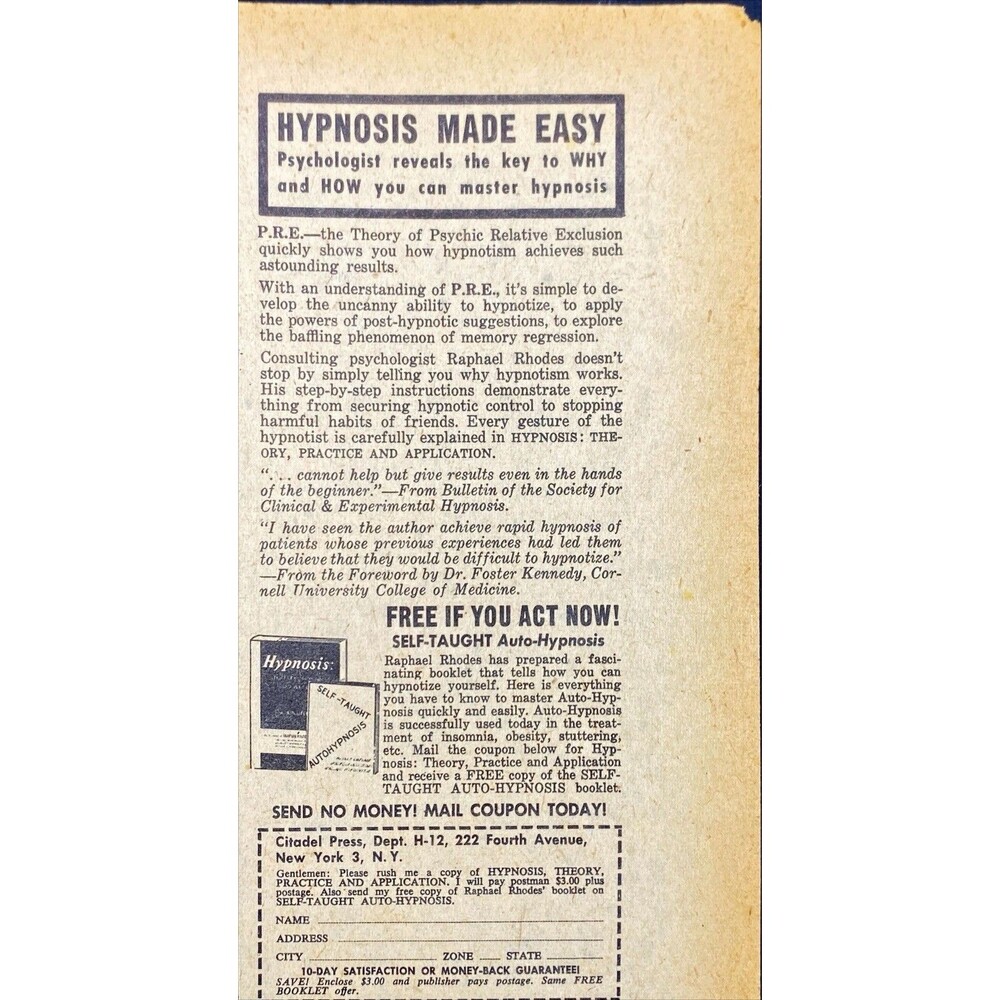 HYPNOSIS MADE EASY
Psychologist reveals the key to WHY
and HOW you can master hypnosis
P.R.E.—the Theory of Psychic Relative Exclusion
quickly shows you how hypnotism achieves such
astounding results.
With an understanding of P.R.E., it's simple to de-
velop the uncanny ability to hypnotize, to apply
the powers of post-hypnotic suggestions, to explore
the baffling phenomenon of memory regression.
Consulting psychologist Raphael Rhodes doesn't
stop by simply telling you why hypnotism works.
His step-by-step instructions demonstrate every-
thing from securing hypnotic control to stopping
harmful habits of friends. Every gesture of the
hypnotist is carefully explained in HYPNOSIS: THE-
ORY, PRACTICE AND APPLICATION.
"... cannot help but give results even in the hands
of the beginner."—From Bulletin of the Society for
Clinical & Experimental Hypnosis.
"I have seen the author achieve rapid hypnosis of
patients whose previous experiences had led them
to believe that they would be difficult to hypnotize."
—From the Foreword by Dr. Foster Kennedy, Cor-
nell University College of Medicine.
FREE IF YOU ACT NOW!
SELF-TAUGHT Auto-Hypnosis
Hypnosis:
SELF-TAUGHT
AUTOHYPNOSIS
Raphael Rhodes has prepared a fasci-
nating booklet that tells how you can
hypnotize yourself. Here is everything
you have to know to master Auto-Hyp
nosis quickly and easily. Auto-Hypnosis
is successfully used today in the treat-
ment of insomnia, obesity, stuttering,
etc. Mail the coupon below for Hyp-
nosis: Theory, Practice and Application
and receive a FREE copy of the SELF-
TAUGHT AUTO-HYPNOSIS booklet.
SEND NO MONEY! MAIL COUPON TODAY!
Citadel Press, Dept. H-12, 222 Fourth Avenue,
New York 3, N.Y.
Gentlemen: Please rush me a copy of HYPNOSIS, THEORY,
PRACTICE AND APPLICATION. I will pay postman $3.00 plus
postage. Also send my free copy of Raphael Rhodes' booklet on
SELF-TAUGHT AUTO-HYPNOSIS.
NAME
ADDRESS
CITY ZONE STATE
10-DAY SATISFACTION OR MONEY-BACK GUARANTEE!
SAVE! Enclose $3.00 and publisher pays postage. Same FREE
BOOKLET offer.